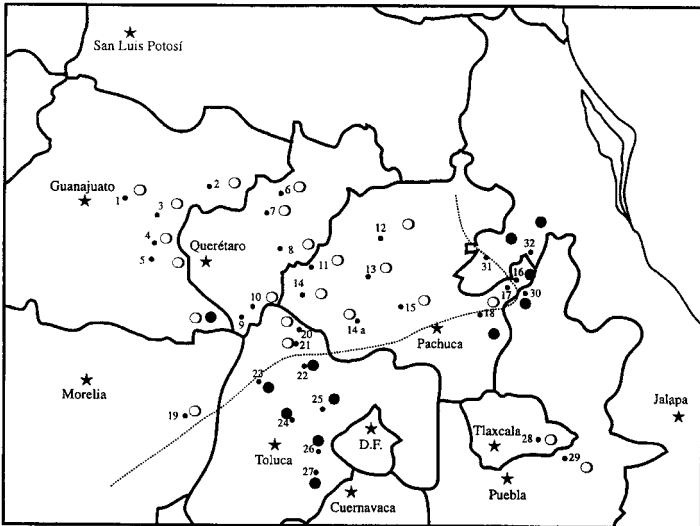 San Luis Potosí
Guanajuato
1
2
3
4
5
Querétaro
6
7
8
9
10
11
12
13
14
14 a
15
Pachuca
16
17
18
31
32
30
Morelia
19
20
21
22
23
24
25
26
27
Toluca
D.F.
Cuernavaca
Tlaxcala
28
29
Puebla
Jalapa